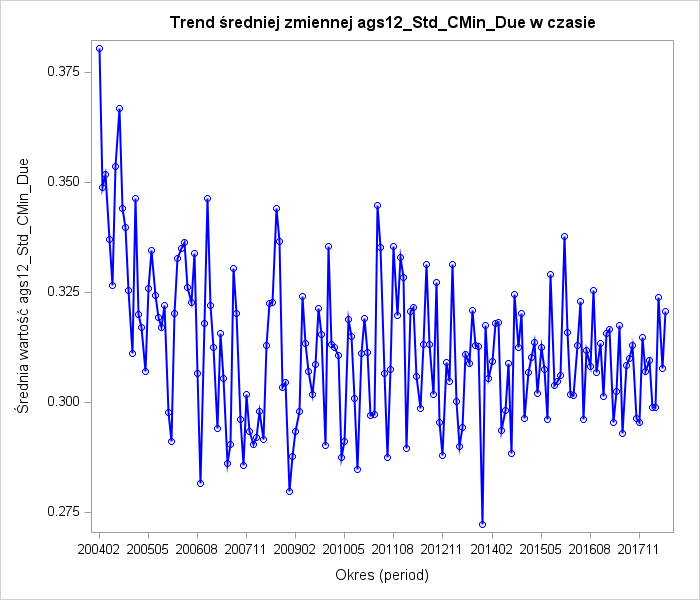 Trend średniej zmiennej ags12_Std_CMin_Due w czasie
Średnia wartość ags12_Std_CMin_Due
0.375
0.350
0.325
0.300
0.275
200402 200505 200608 200711 200902 201005 201108 201211 201402 201505 201608 201711
Okres (period)